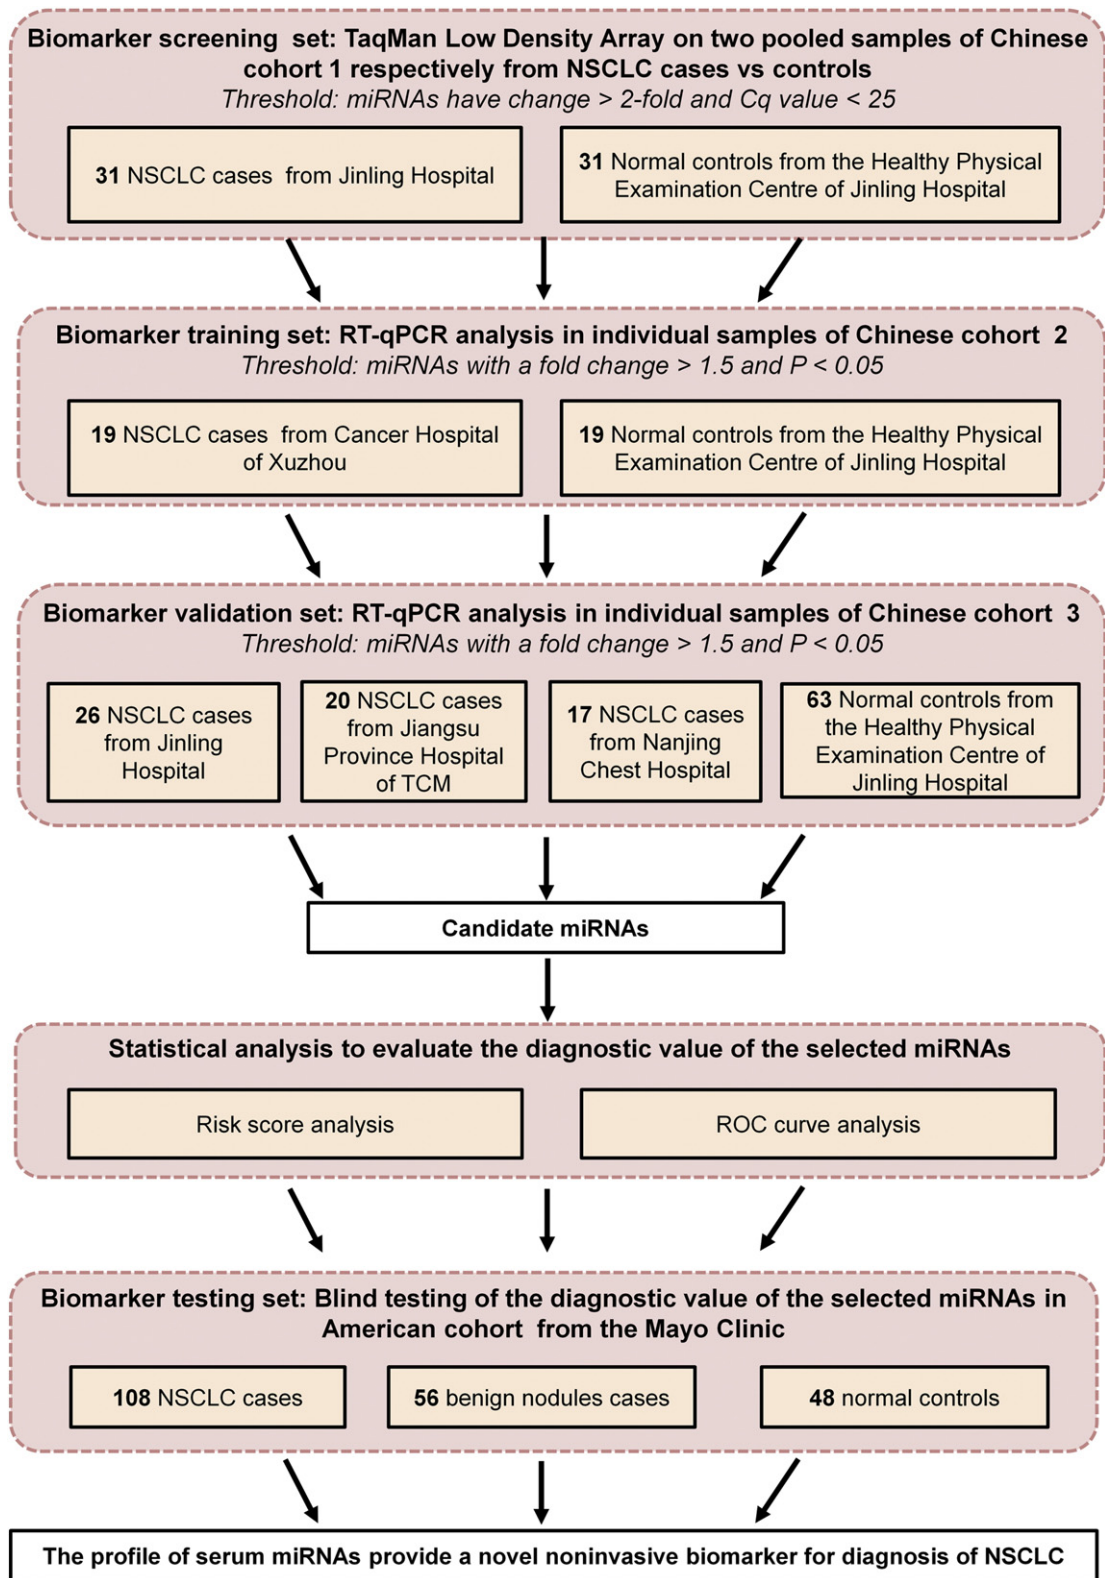 Biomarker screening set: TaqMan Low Density Array on two pooled samples of Chinese
cohort 1 respectively from NSCLC cases vs controls
Threshold: miRNAs have change > 2-fold and Cq value < 25
31 NSCLC cases from Jinling Hospital
31 Normal controls from the Healthy Physical
Examination Centre of Jinling Hospital
Biomarker training set: RT-qPCR analysis in individual samples of Chinese cohort 2
Threshold: miRNAs with a fold change > 1.5 and P < 0.05
19 NSCLC cases from Cancer Hospital
of Xuzhou
19 Normal controls from the Healthy Physical
Examination Centre of Jinling Hospital
Biomarker validation set: RT-qPCR analysis in individual samples of Chinese cohort 3
Threshold: miRNAs with a fold change > 1.5 and P < 0.05
26 NSCLC cases
from Jinling
Hospital
20 NSCLC cases
from Jiangsu
Province Hospital
of TCM
17 NSCLC cases
from Nanjing
Chest Hospital
63 Normal controls from
the Healthy Physical
Examination Centre of
Jinling Hospital
Candidate miRNAs
Statistical analysis to evaluate the diagnostic value of the selected miRNAs
Risk score analysis
ROC curve analysis
Biomarker testing set: Blind testing of the diagnostic value of the selected miRNAs in
American cohort from the Mayo Clinic
108 NSCLC cases
56 benign nodules cases
48 normal controls
The profile of serum miRNAs provide a novel noninvasive biomarker for diagnosis of NSCLC